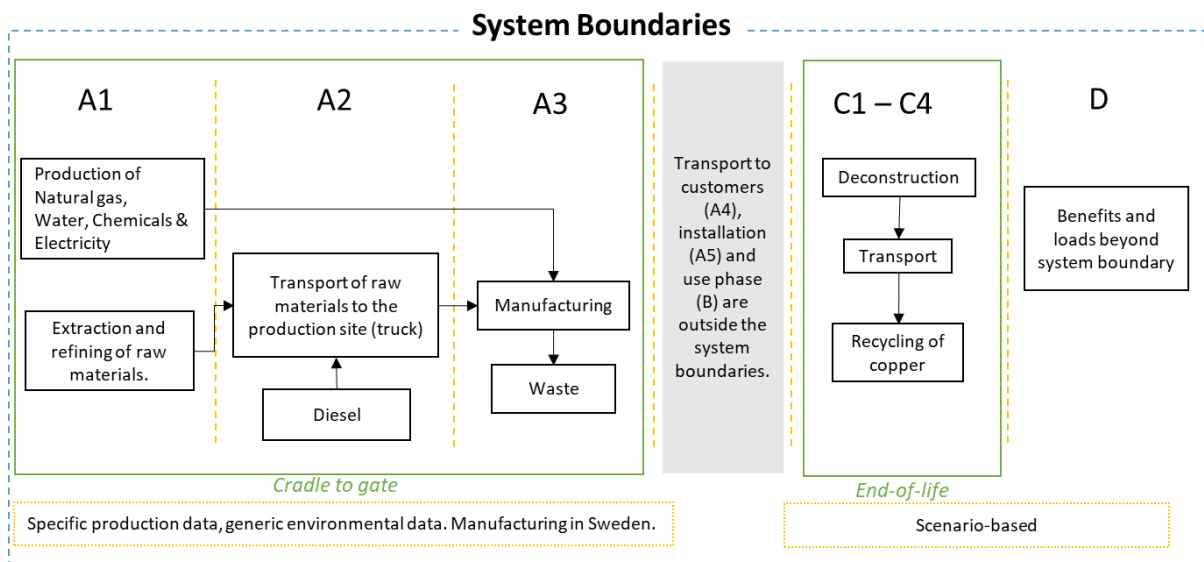 System Boundaries
A1
A2
A3
C1 – C4
D
Production of
Natural gas,
Water, Chemicals &
Electricity
Extraction and
refining of raw
materials.
Transport of raw
materials to the
production site (truck)
Diesel
Manufacturing
Waste
Cradle to gate
Transport to
customers
(A4),
installation
(A5) and
use phase
(B) are
outside the
system
boundaries.
Deconstruction
Transport
Recycling of
copper
End-of-life
Benefits and
loads beyond
system boundary
Specific production data, generic environmental data. Manufacturing in Sweden.
Scenario-based